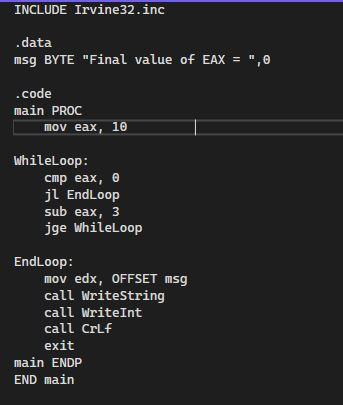 INCLUDE Irvine32.inc
.data
msg BYTE "Final value of EAX = ",0
.code
main PROC
mov eax, 10
WhileLoop:
cmp eax, 0
jl EndLoop
sub eax, 3
jge WhileLoop
EndLoop:
mov edx, OFFSET msg
call WriteString
call WriteInt
call CrLf
exit
main ENDP
END main